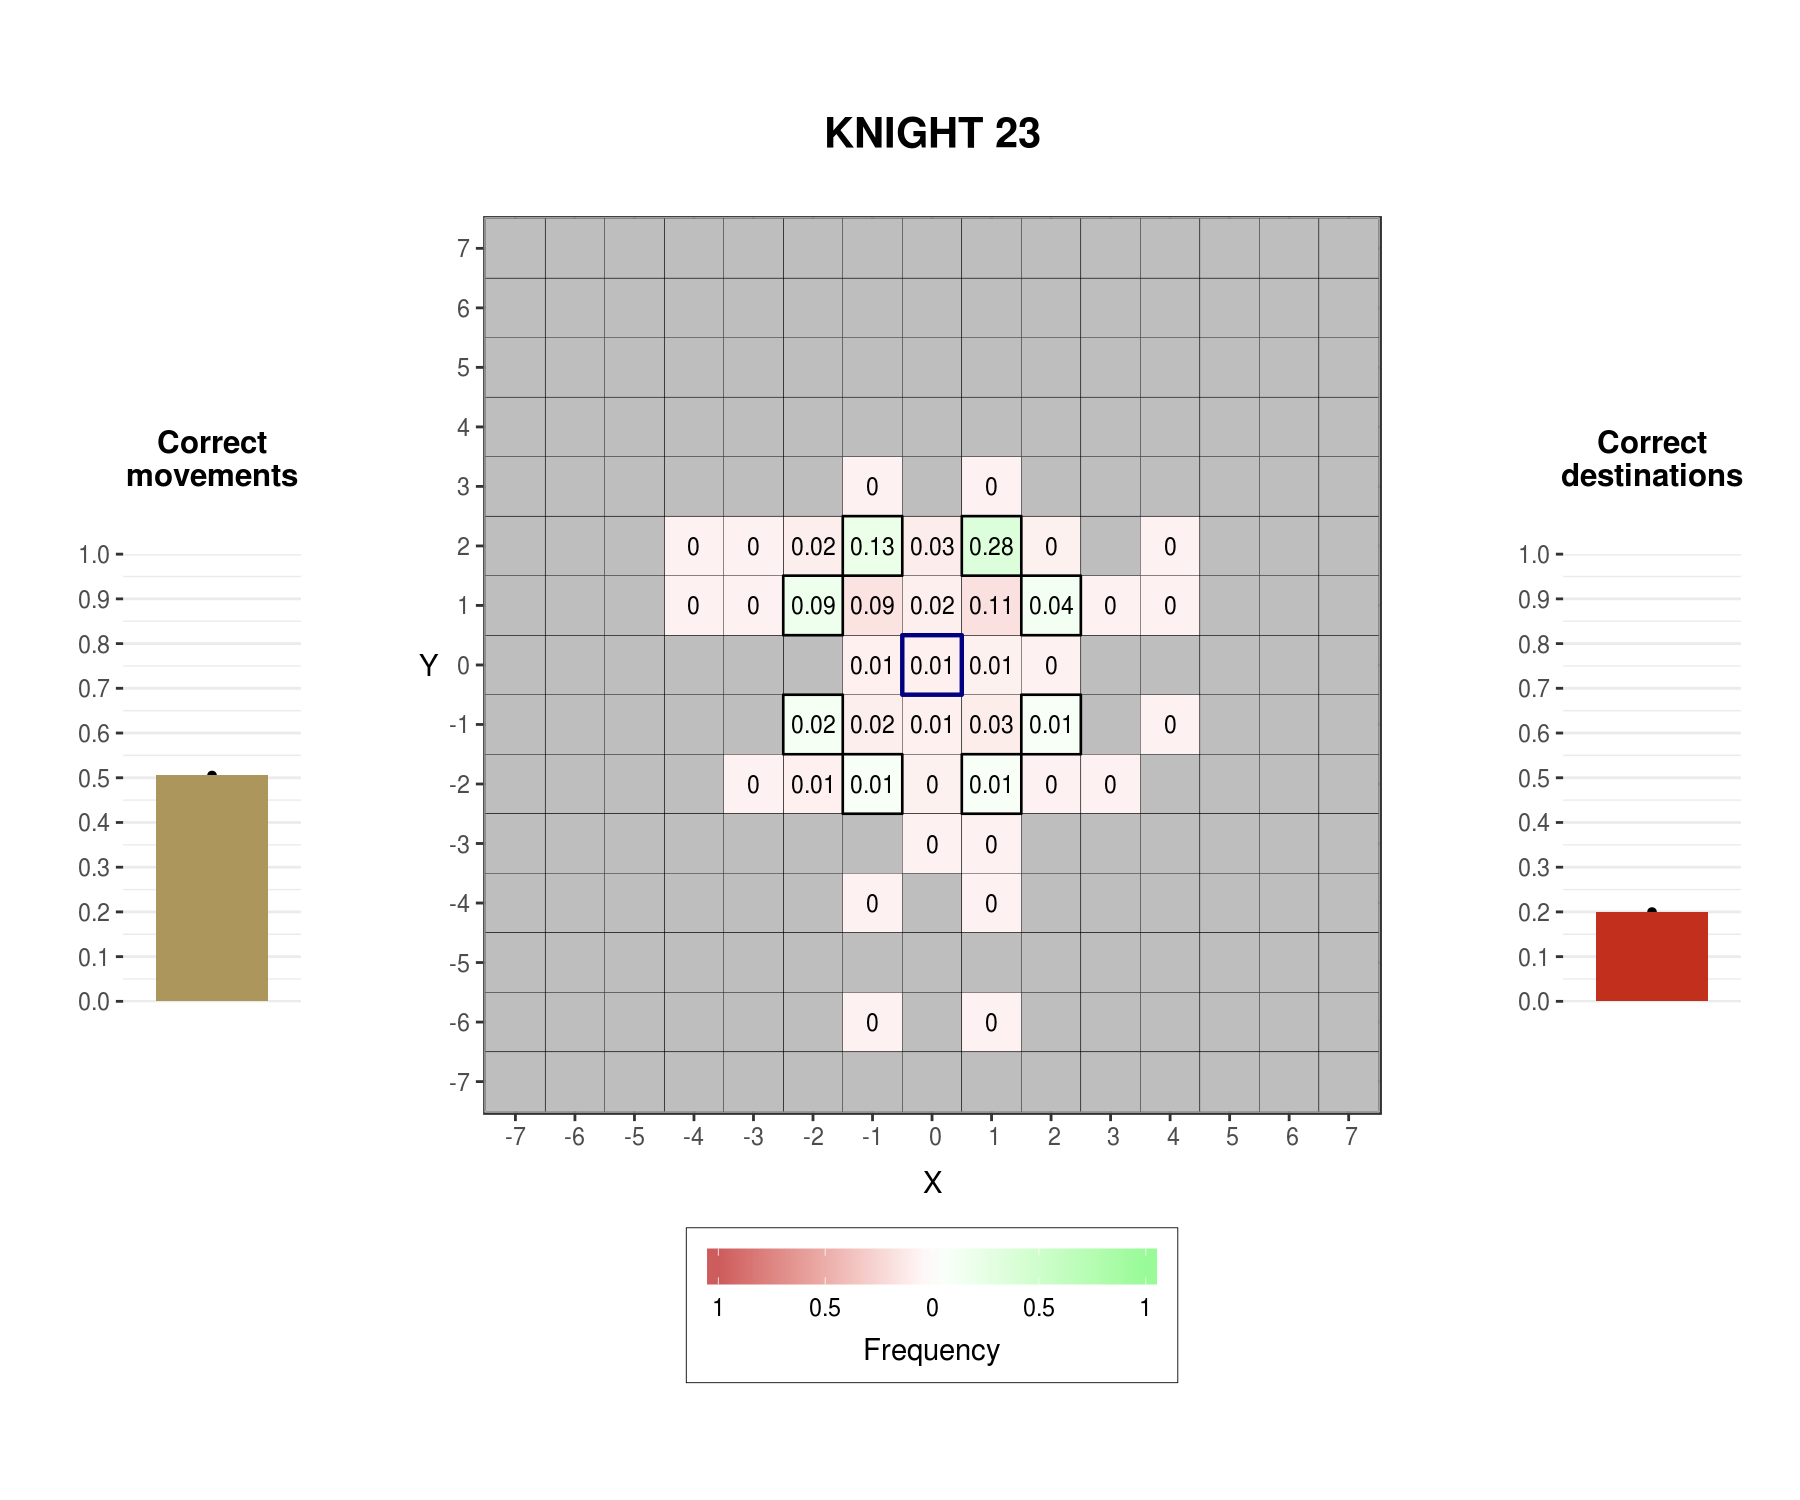 KNIGHT 23
Correct
movements
1.0
0.9
0.8
0.7
0.6
0.5
0.4
0.3
0.2
0.1
0.0
Y
7
6
5
4
3 0 0
2 0 0 0.02 0.13 0.03 0.28 0 0
1 0 0 0.09 0.09 0.02 0.11 0.04 0 0
0 0.01 0.01 0.01 0
-1 0.02 0.02 0.01 0.03 0.01 0
-2 0 0.01 0.01 0 0.01 0 0
-3 0 0
-4 0 0
-5
-6 0 0
-7
-7 -6 -5 -4 -3 -2 -1 0 1 2 3 4 5 6 7
X
1 0.5 0 0.5 1
Frequency
Correct
destinations
1.0
0.9
0.8
0.7
0.6
0.5
0.4
0.3
0.2
0.1
0.0